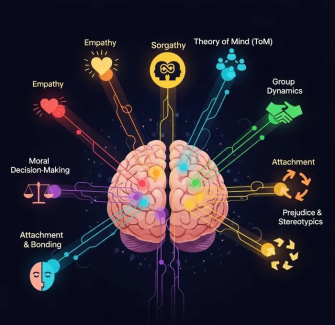 Empathy
Sorgathy
Theory of Mind (ToM)
Empathy
Group
Dynamics
Moral
Decision-Making
Attachment
Attachment
& Bonding
Prejudice &
Stereotypics